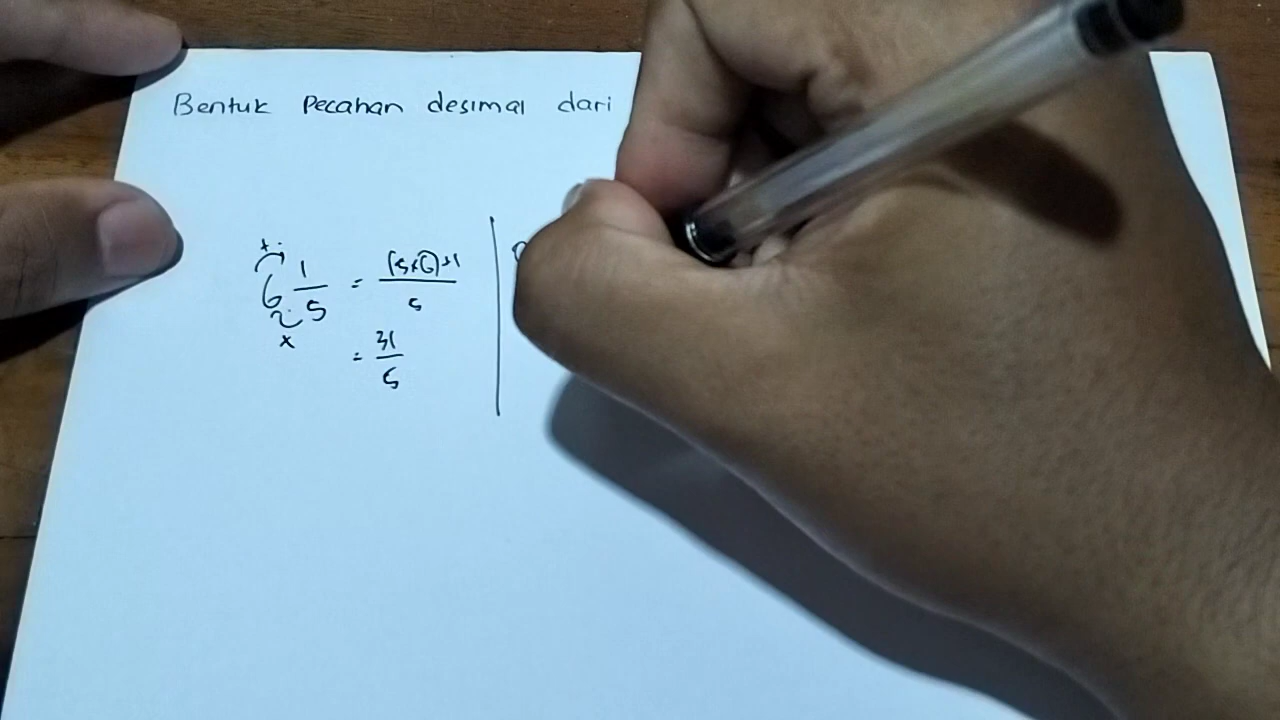 Bentuk Pecahan desimal dari
+
6 1/5 = (5x6)+1/5
x
= 31/5